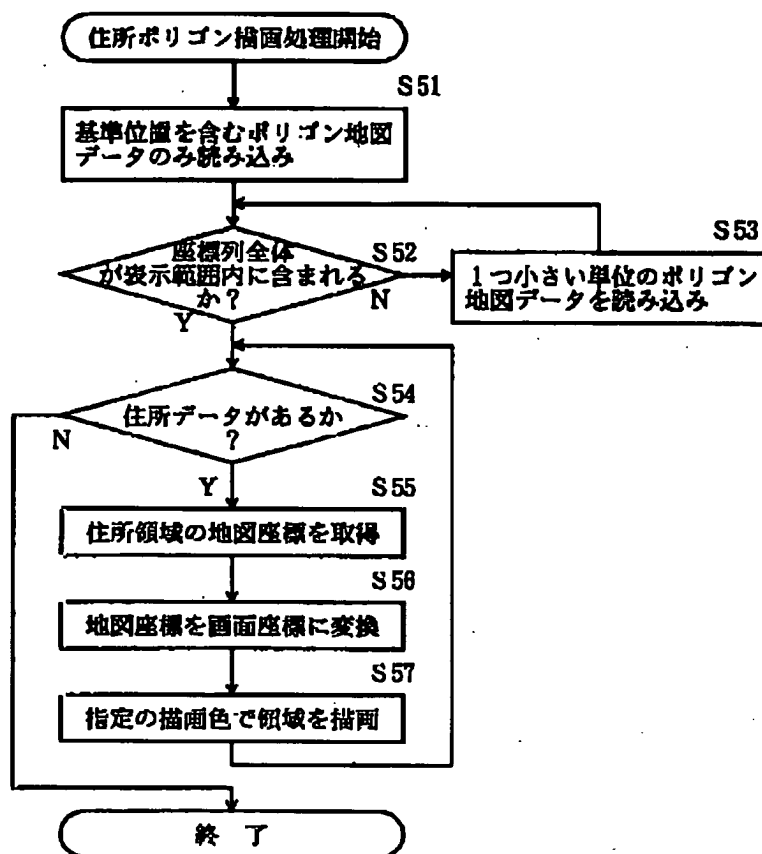 住所ポリゴン描画処理開始
S51
基準位置を含むポリゴン地図
データのみ読み込み
S53
座標列全体
S52
が表示範囲内に含まれる
か?
N
Y
1つ小さい単位のポリゴン
地図データを読み込み
S54
住所データがあるか
?
N
Y
S55
住所領域の地図座標を取得
S56
地図座標を画面座標に変換
S57
指定の描画色で領域を描画
終 了